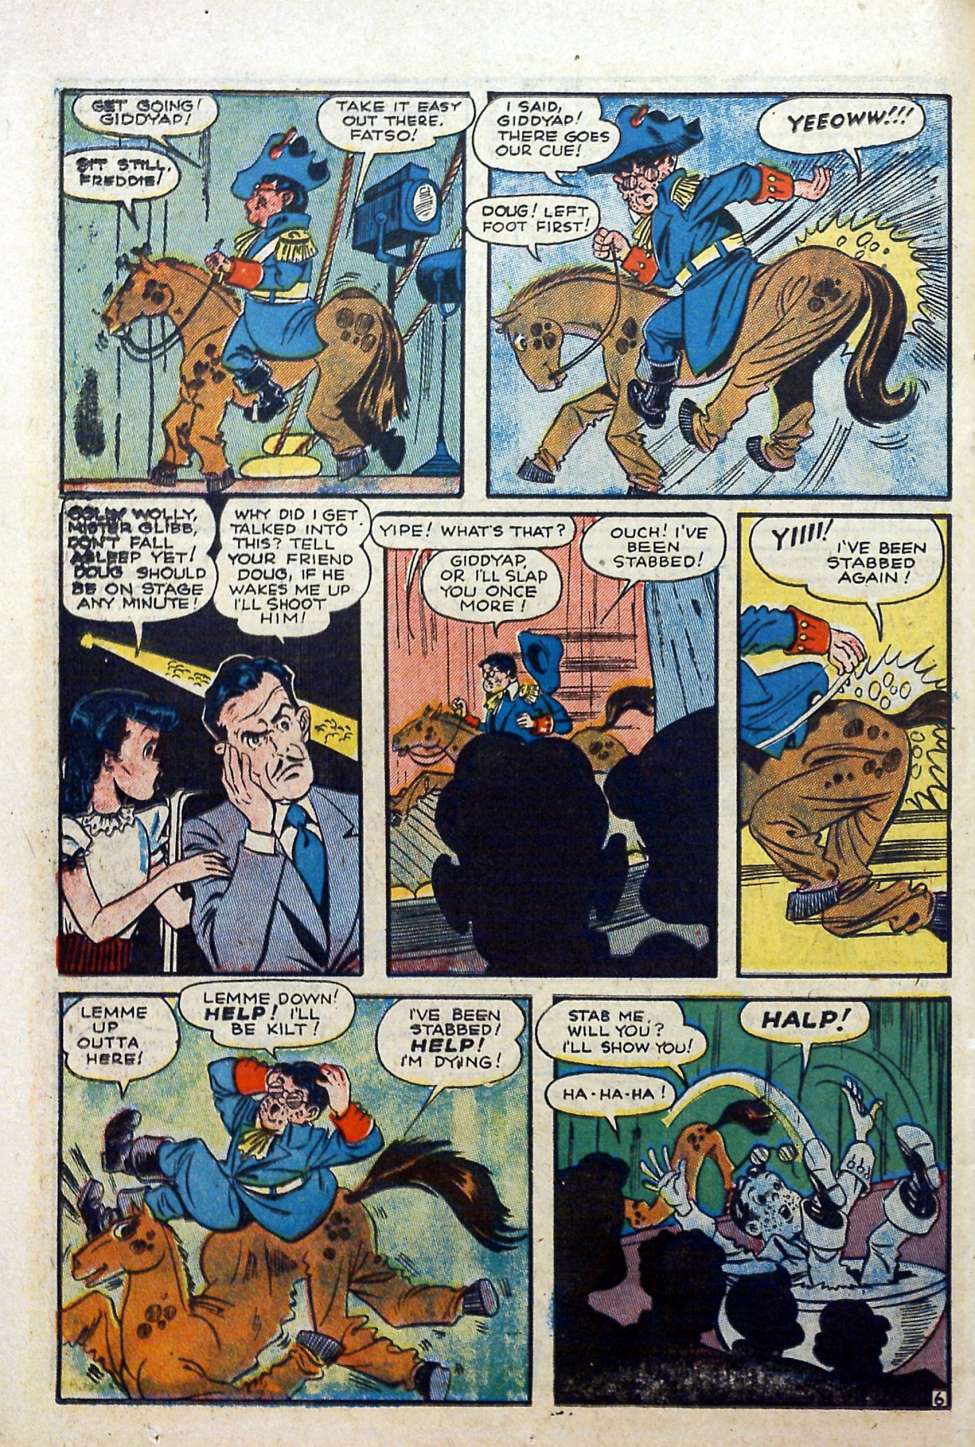 GET GOING!
GIDDYAP!
SIT STILL,
FREDDIE!
TAKE IT EASY
OUT THERE,
FATSO!
I SAID,
GIDDYAP!
THERE GOES
OUR CUE!
YEEOWW!!!
DOUG! LEFT
FOOT FIRST!
GOLLY WOLLY,
MISTER GLIBB,
DON'T FALL
ASLEEP YET!
DOUG SHOULD
BE ON STAGE
ANY MINUTE!
WHY DID I GET
TALKED INTO
THIS? TELL
YOUR FRIEND
DOUG, IF HE
WAKES ME UP
I'LL SHOOT
HIM!
YIPE! WHAT'S THAT?
GIDDYAP,
OR I'LL SLAP
YOU ONCE
MORE!
OUCH! I'VE
BEEN
STABBED!
YIIII!
I'VE BEEN
STABBED
AGAIN!
LEMME
UP
OUTTA
HERE!
LEMME DOWN!
HELP! I'LL
BE KILT!
I'VE BEEN
STABBED!
HELP!
I'M DYING!
STAB ME,
WILL YOU?
I'LL SHOW YOU!
HALP!
HA-HA-HA!
6